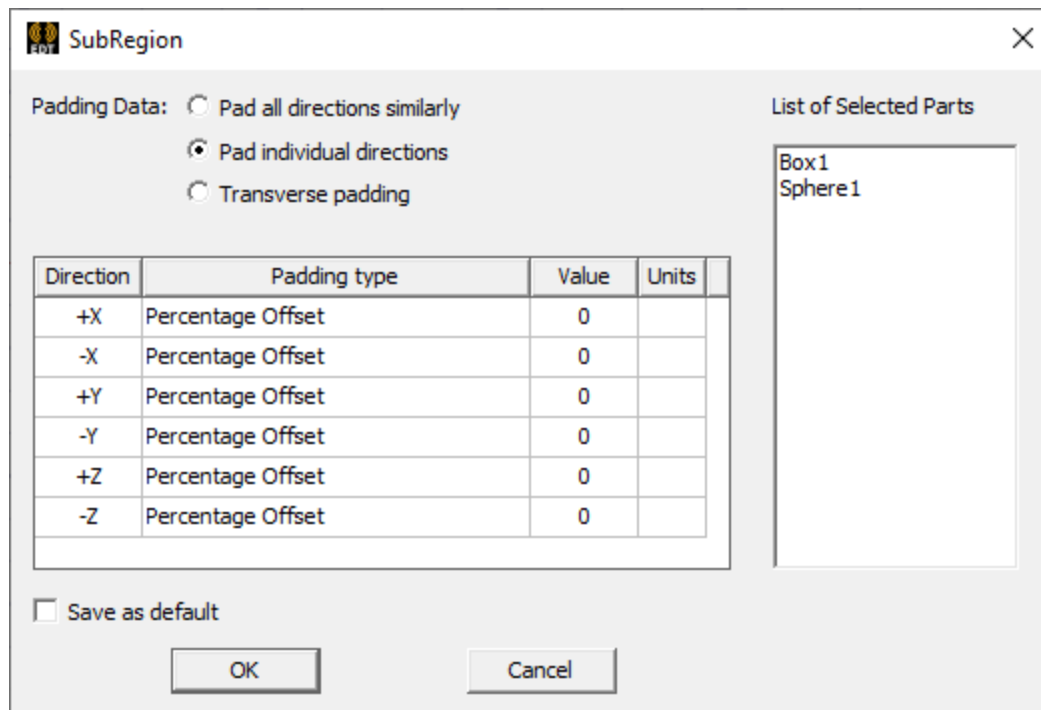 EDT SubRegion
Padding Data: Pad all directions similarly
Pad individual directions
Transverse padding
List of Selected Parts
Box1
Sphere1
Direction Padding type Value Units
+X Percentage Offset 0
-X Percentage Offset 0
+Y Percentage Offset 0
-Y Percentage Offset 0
+Z Percentage Offset 0
-Z Percentage Offset 0
Save as default
OK Cancel